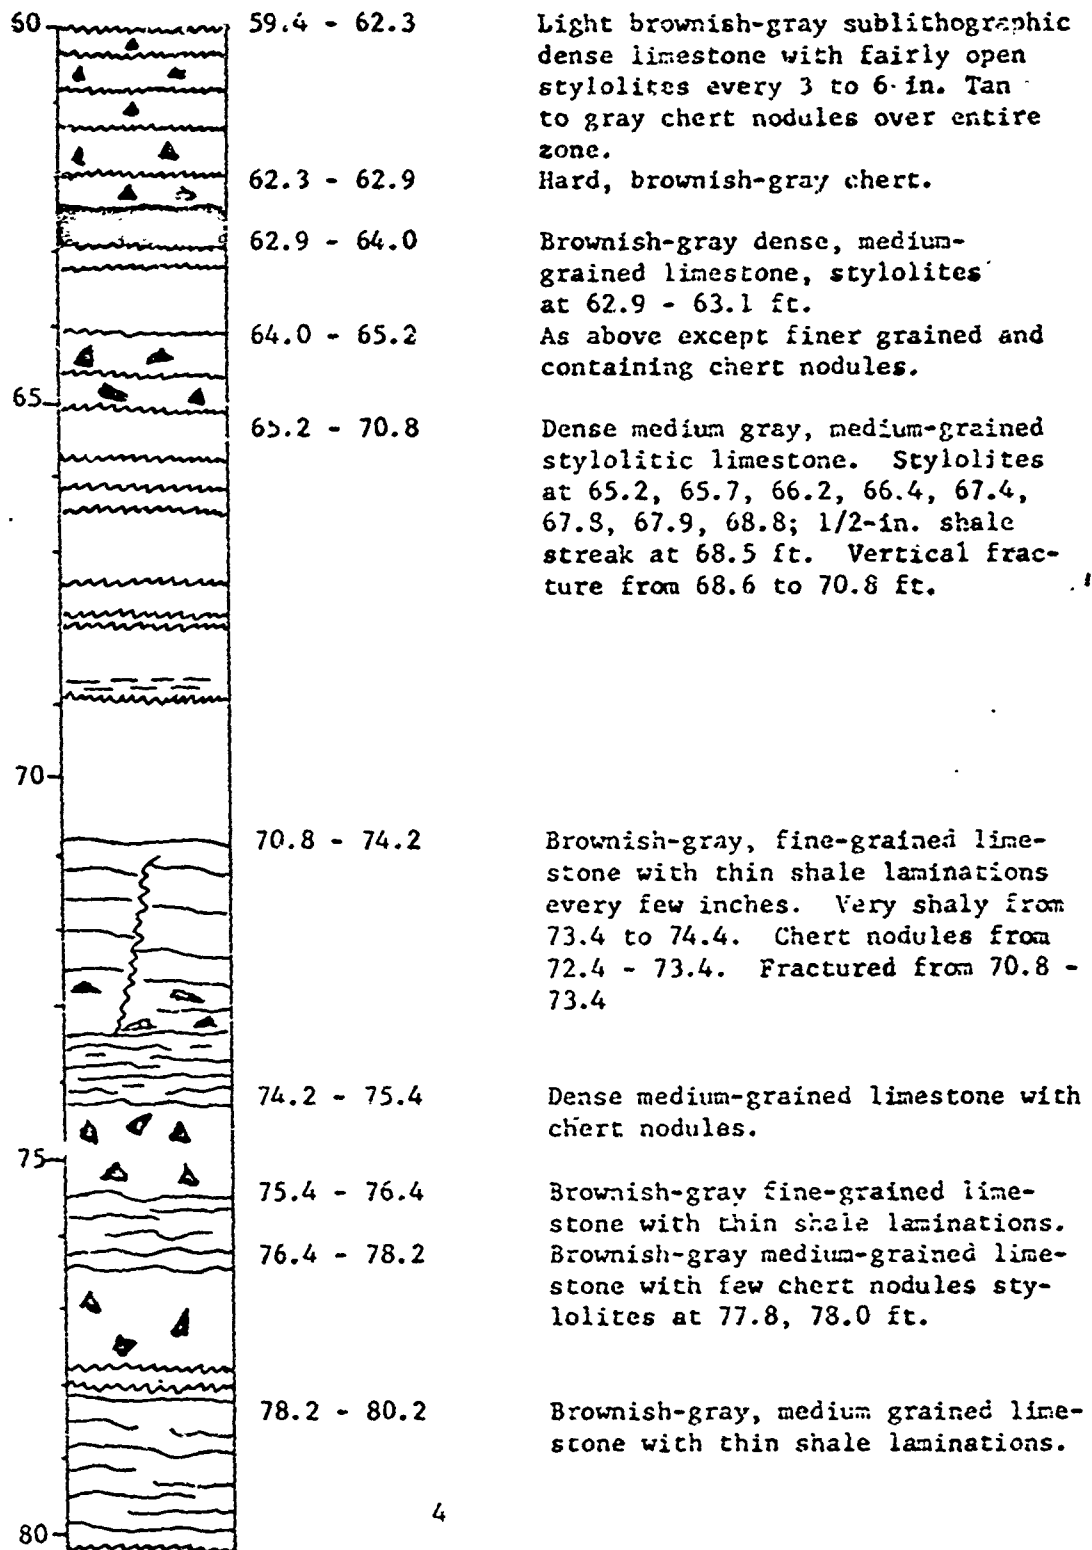 60
59.4 - 62.3
Light brownish-gray sublithographic
dense limestone with fairly open
stylolites every 3 to 6 in. Tan
to gray chert nodules over entire
zone.
62.3 - 62.9
Hard, brownish-gray chert.
62.9 - 64.0
Brownish-gray dense, medium-
grained limestone, stylolites
at 62.9 - 63.1 ft.
64.0 - 65.2
As above except finer grained and
containing chert nodules.
65
65.2 - 70.8
Dense medium gray, medium-grained
stylolitic limestone. Stylolites
at 65.2, 65.7, 66.2, 66.4, 67.4,
67.8, 67.9, 68.8; 1/2-in. shale
streak at 68.5 ft. Vertical frac-
ture from 68.6 to 70.8 ft.
70
70.8 - 74.2
Brownish-gray, fine-grained lime-
stone with thin shale laminations
every few inches. Very shaly from
73.4 to 74.4. Chert nodules from
72.4 - 73.4. Fractured from 70.8 -
73.4
74.2 - 75.4
Dense medium-grained limestone with
chert nodules.
75
75.4 - 76.4
Brownish-gray fine-grained lime-
stone with thin shale laminations.
76.4 - 78.2
Brownish-gray medium-grained lime-
stone with few chert nodules sty-
lolites at 77.8, 78.0 ft.
78.2 - 80.2
Brownish-gray, medium grained lime-
stone with thin shale laminations.
4
80